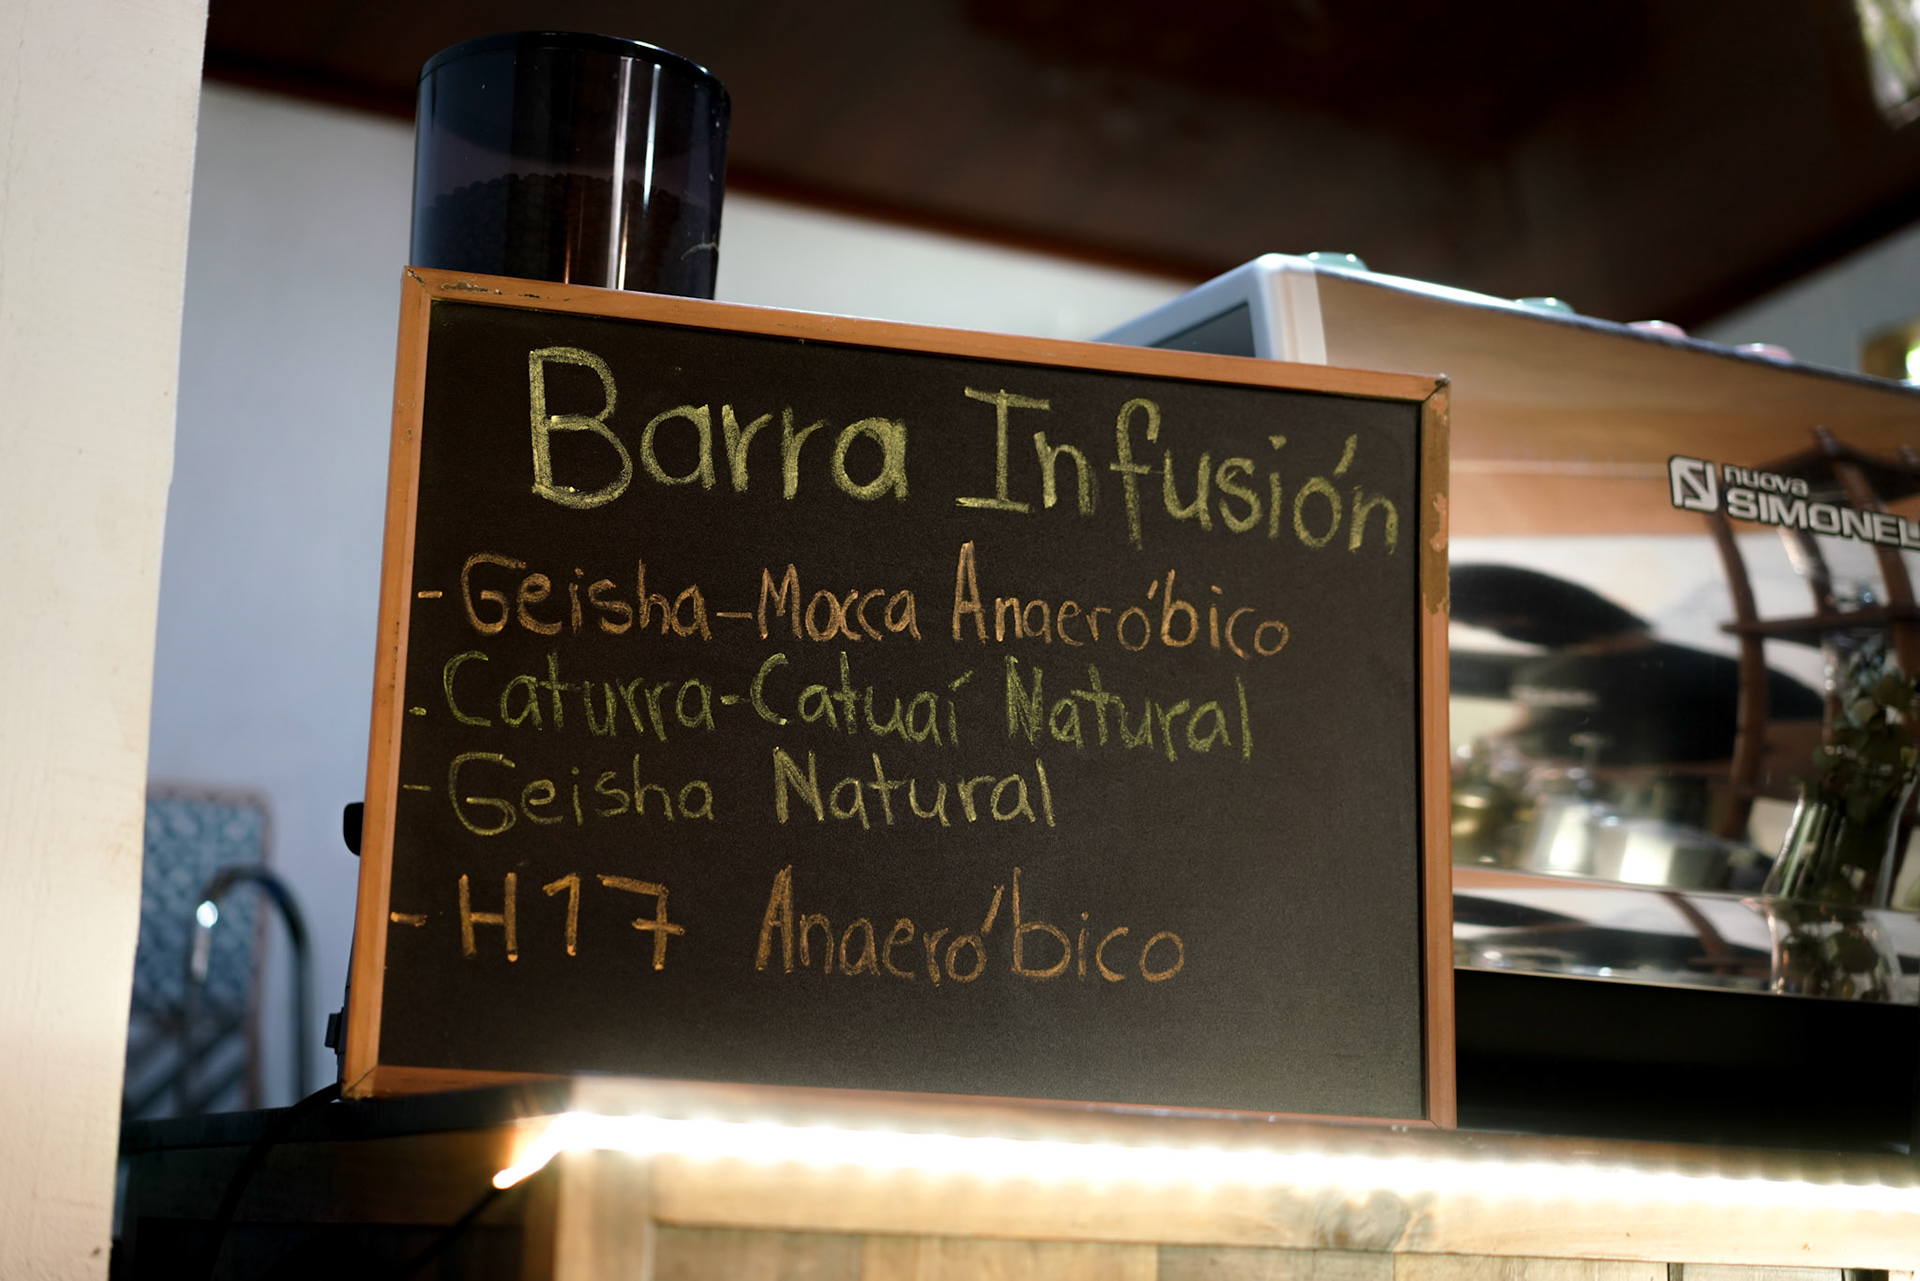 Barra Infusión
- Geisha-Mocca Anaeróbico
- Caturra-Catuaí Natural
- Geisha Natural
- H17 Anaeróbico
nuova
SIMONEL